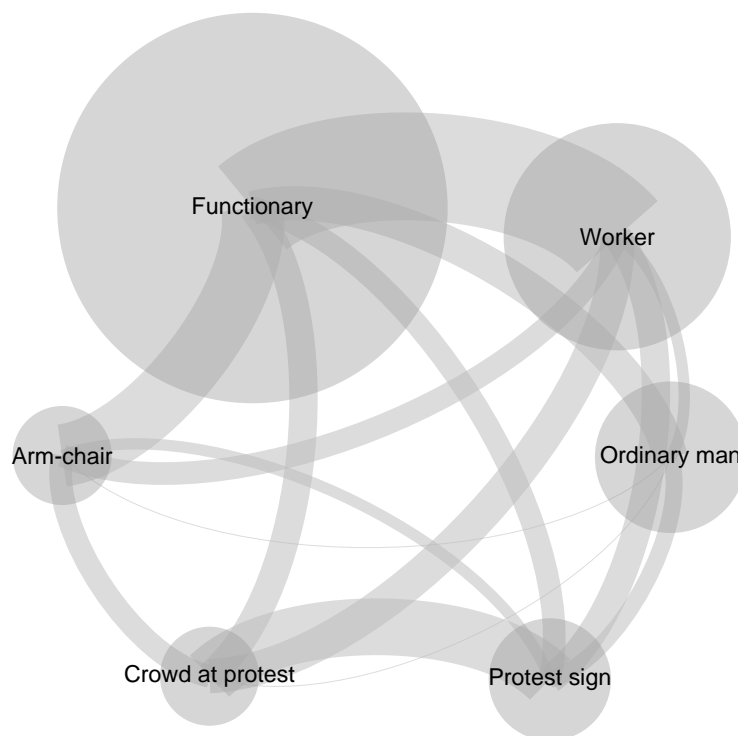 Functionary
Worker
Arm-chair
Ordinary man
Crowd at protest
Protest sign